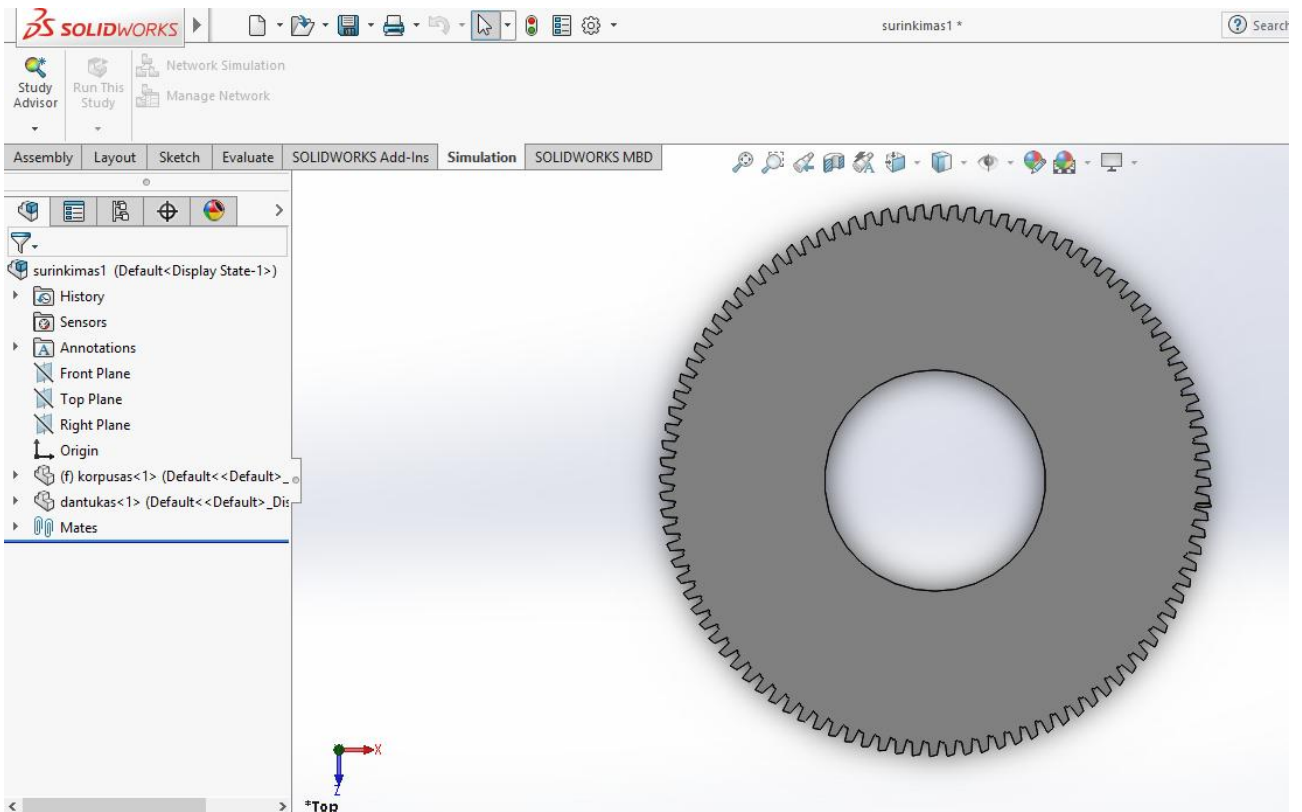 SOLIDWORKS
surinkimas1 *
Search
Study Advisor
Run This Study
Network Simulation
Manage Network
Assembly
Layout
Sketch
Evaluate
SOLIDWORKS Add-Ins
Simulation
SOLIDWORKS MBD
surinkimas1 (Default<Display State-1>)
History
Sensors
A Annotations
Front Plane
Top Plane
Right Plane
Origin
(f) korpusas<1> (Default<<Default>_
dantukas<1> (Default<<Default>_Dis
Mates
X
Z
*Top